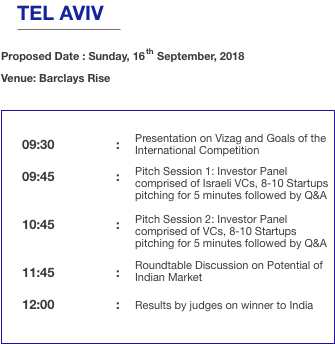 TEL AVIV
Proposed Date : Sunday, 16th September, 2018
Venue: Barclays Rise
09:30 : Presentation on Vizag and Goals of the
International Competition
09:45 : Pitch Session 1: Investor Panel
comprised of Israeli VCs, 8-10 Startups
pitching for 5 minutes followed by Q&A
10:45 : Pitch Session 2: Investor Panel
comprised of VCs, 8-10 Startups
pitching for 5 minutes followed by Q&A
11:45 : Roundtable Discussion on Potential of
Indian Market
12:00 : Results by judges on winner to India